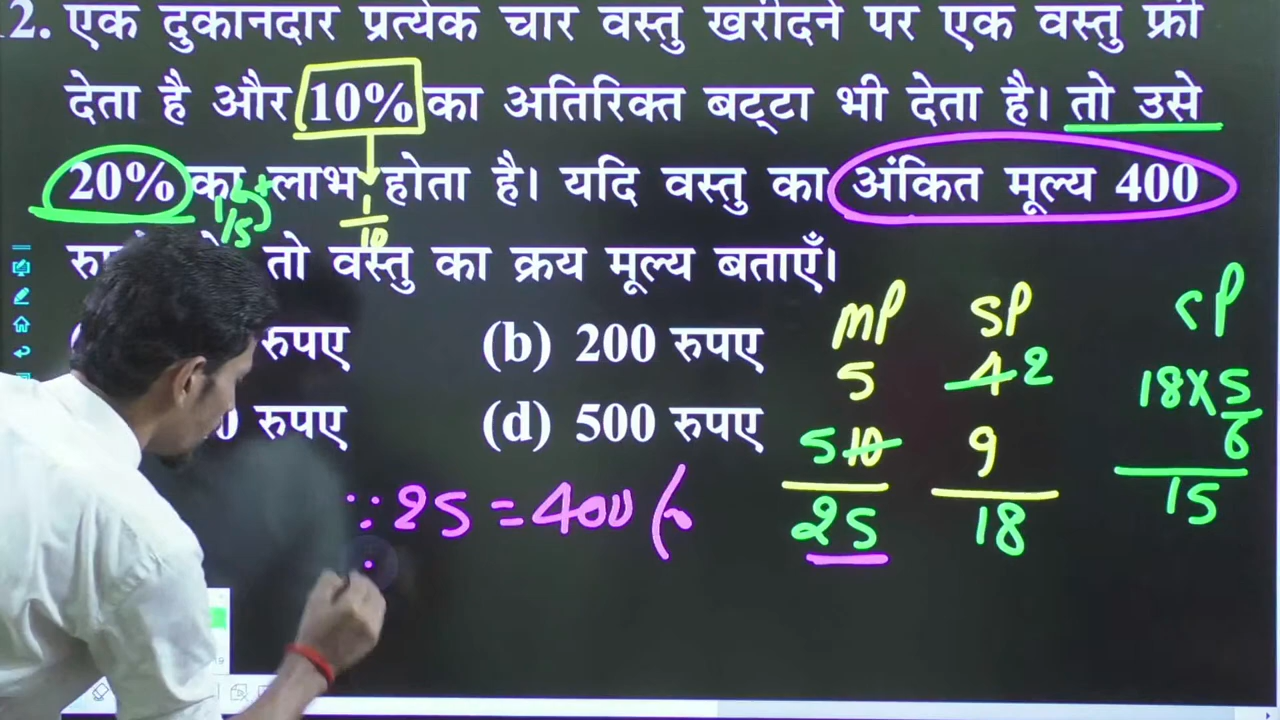 2. एक दुकानदार प्रत्येक चार वस्तु खरीदने पर एक वस्तु फ्री
देता है और 10% का अतिरिक्त बट्टा भी देता है। तो उसे
20% का लाभ होता है। यदि वस्तु का अंकित मूल्य 400
1/5
1/10
तो वस्तु का क्रय मूल्य बताएँ।
रुपए (b) 200 रुपए
रुपए (d) 500 रुपए
MP SP CP
5 4 2 18×5/6
5 10 9
25 18 15
∵ 25 = 400